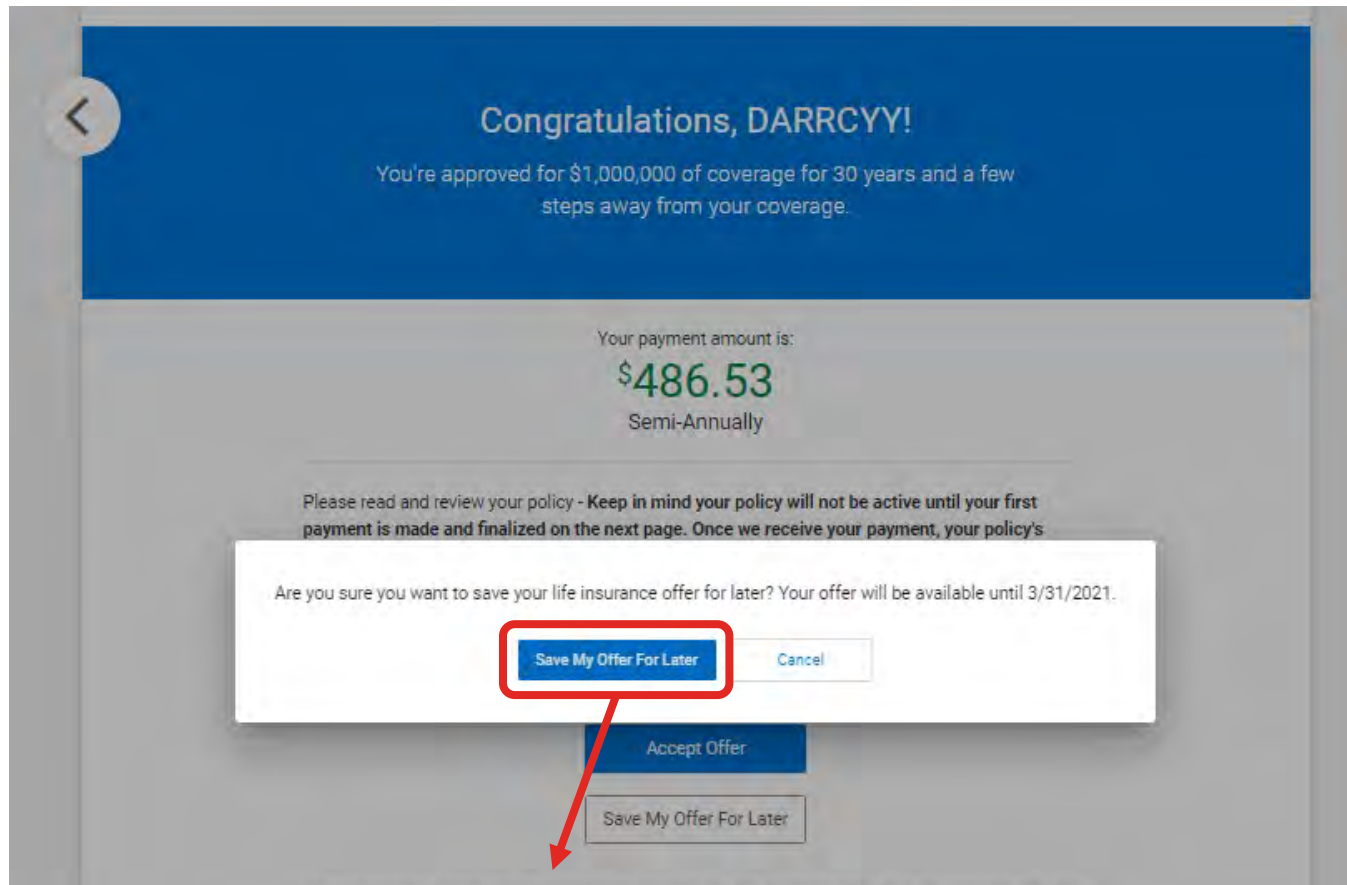 Congratulations, DARRCYY!
You're approved for $1,000,000 of coverage for 30 years and a few
steps away from your coverage.
Your payment amount is:
$486.53
Semi-Annually
Please read and review your policy - Keep in mind your policy will not be active until your first
payment is made and finalized on the next page. Once we receive your payment, your policy's
Are you sure you want to save your life insurance offer for later? Your offer will be available until 3/31/2021.
Save My Offer For Later
Cancel
Accept Offer
Save My Offer For Later